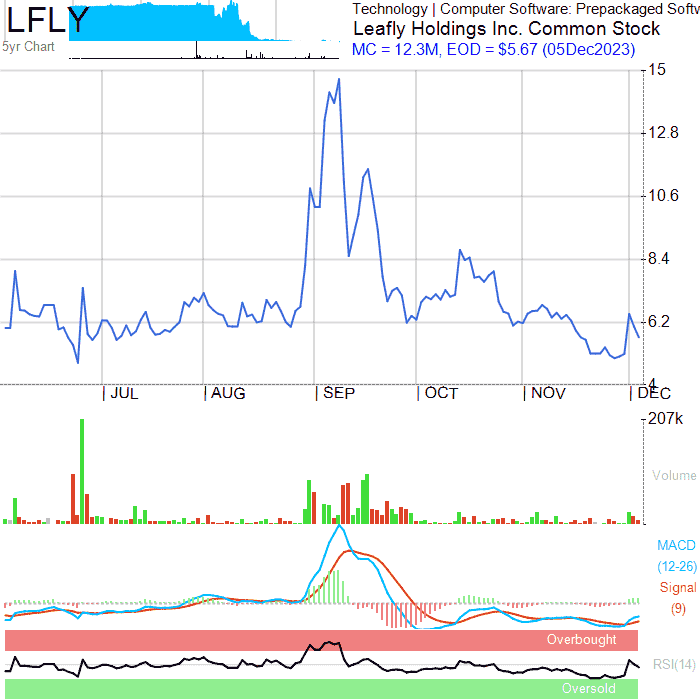 LFLY
5yr Chart
Technology | Computer Software: Prepackaged Softw
Leafly Holdings Inc. Common Stock
MC = 12.3M, EOD = $5.67 (05Dec2023)
15
12.8
10.6
8.4
6.2
4
| JUL | AUG | SEP | OCT | NOV | DEC
207k
Volume
MACD
(12-26)
Signal
(9)
Overbought
RSI(14)
Oversold